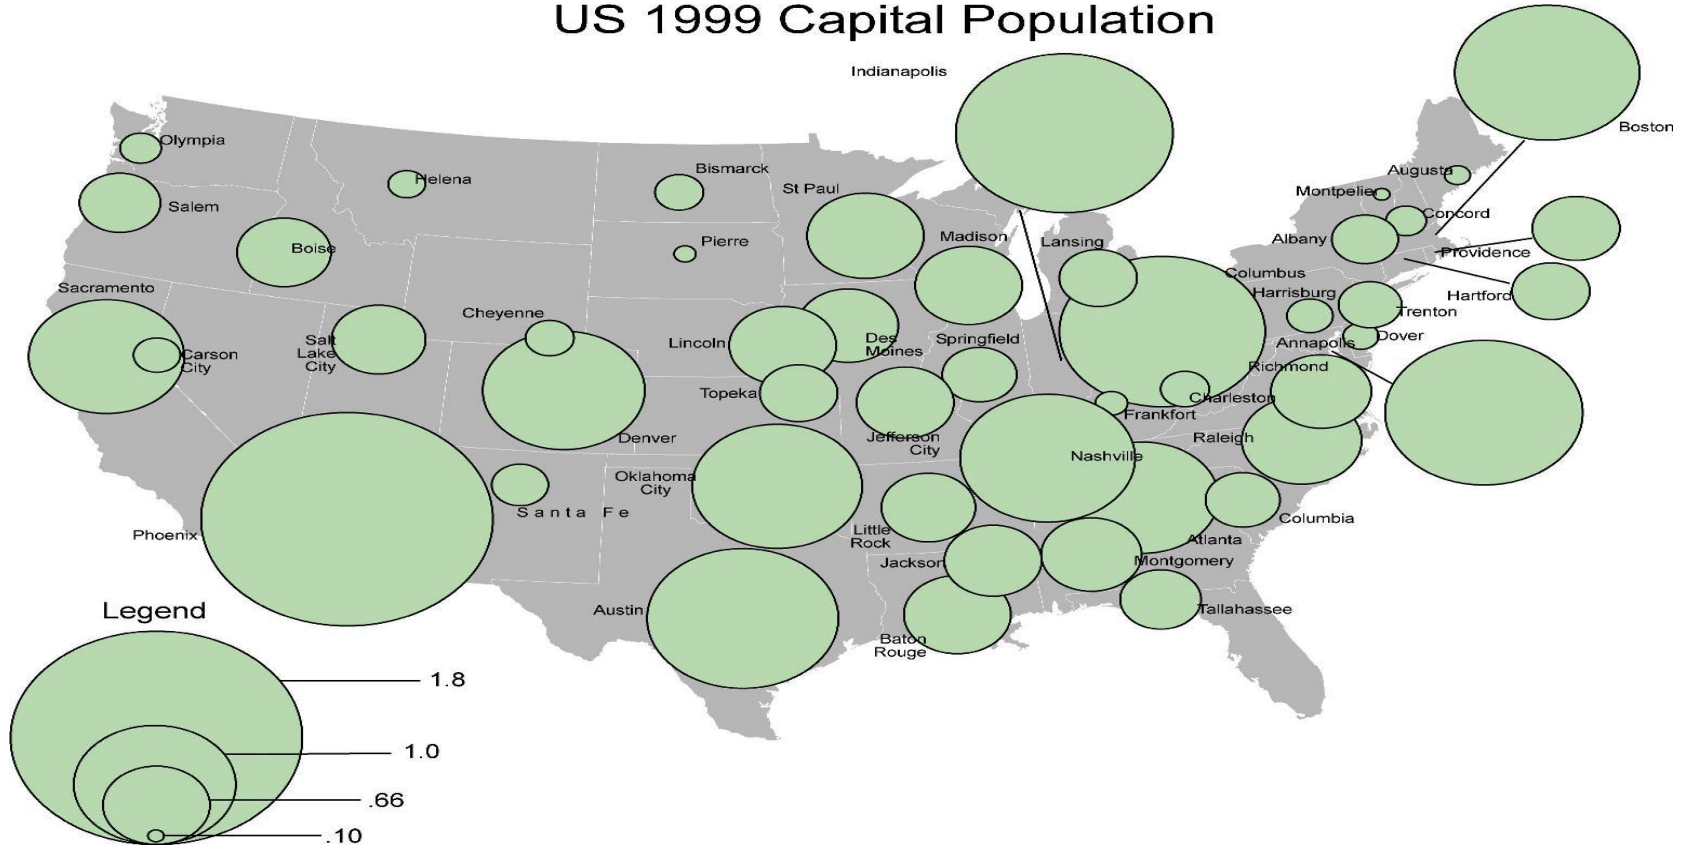 US 1999 Capital Population
Indianapolis
Boston
Olympia
Helena
Bismarck
St Paul
Augusta
Montpelier
Salem
Concord
Boise
Pierre
Madison
Lansing
Albany
Providence
Columbus
Sacramento
Harrisburg
Hartford
Cheyenne
Trenton
Salt
Lake
City
Carson
City
Lincoln
Des
Moines
Springfield
Annapolis
Dover
Richmond
Topeka
Charleston
Frankfort
Denver
Jefferson
City
Raleigh
Nashville
Oklahoma
City
Santa Fe
Columbia
Phoenix
Little
Rock
Atlanta
Jackson
Montgomery
Legend
Austin
Tallahassee
Baton
Rouge
1.8
1.0
.66
.10